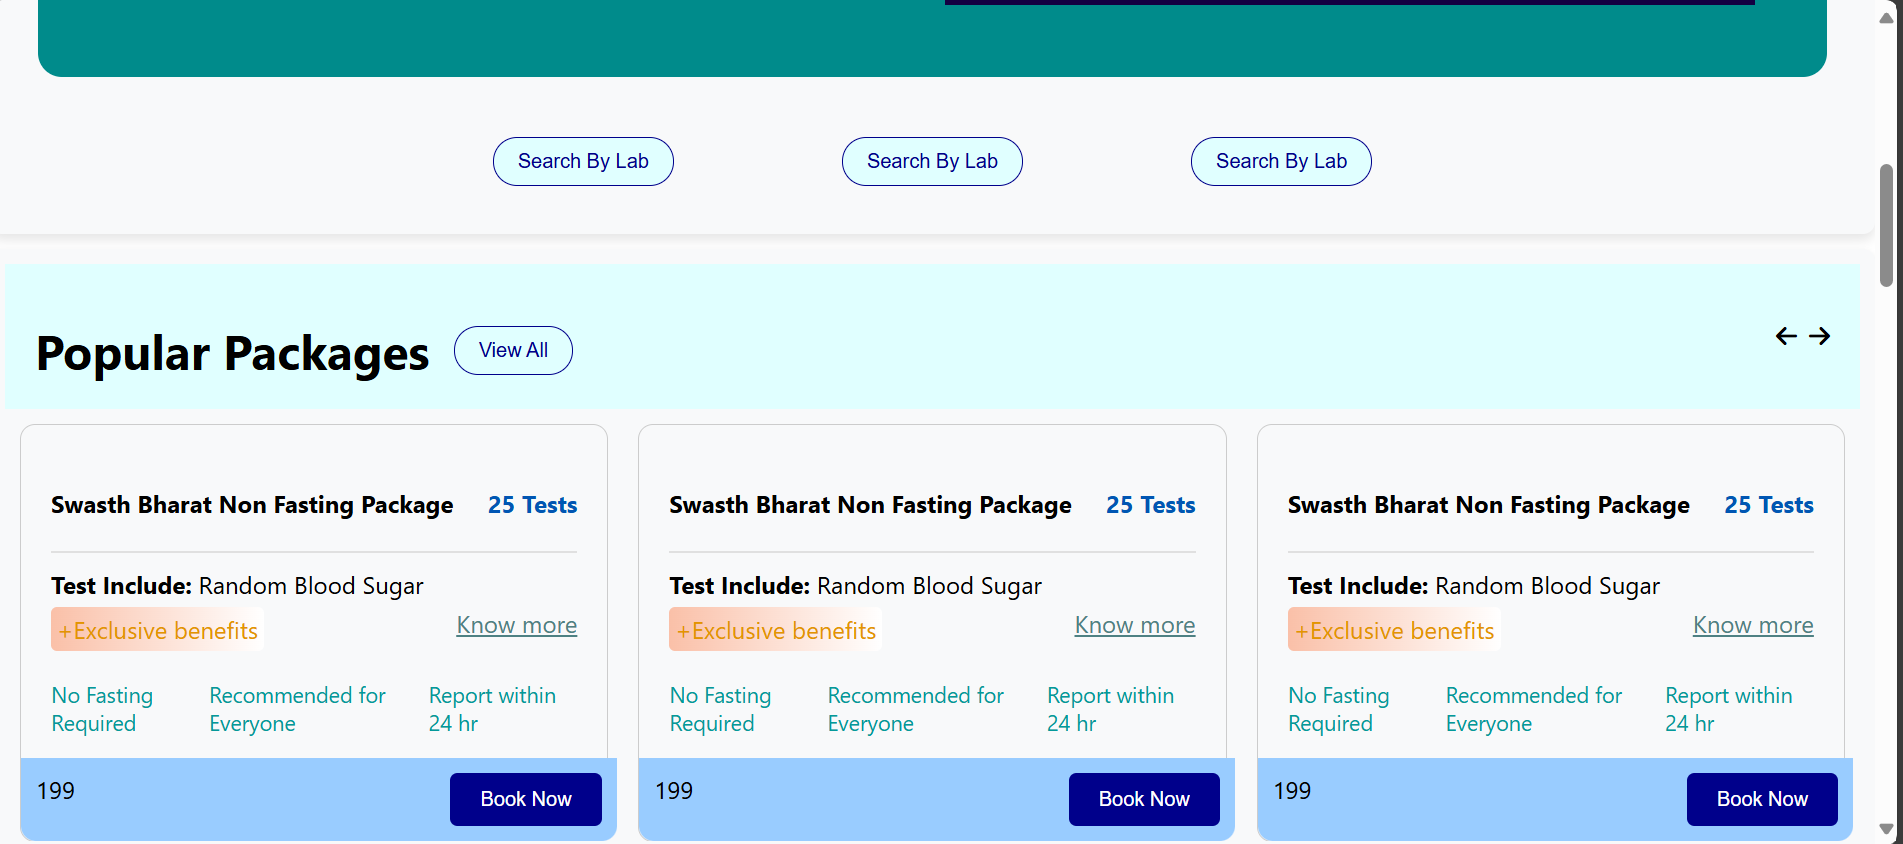 Search By Lab Search By Lab Search By Lab
Popular Packages View All
Swasth Bharat Non Fasting Package 25 Tests
Test Include: Random Blood Sugar
+Exclusive benefits Know more
No Fasting Required
Recommended for Everyone
Report within 24 hr
199 Book Now
Swasth Bharat Non Fasting Package 25 Tests
Test Include: Random Blood Sugar
+Exclusive benefits Know more
No Fasting Required
Recommended for Everyone
Report within 24 hr
199 Book Now
Swasth Bharat Non Fasting Package 25 Tests
Test Include: Random Blood Sugar
+Exclusive benefits Know more
No Fasting Required
Recommended for Everyone
Report within 24 hr
199 Book Now